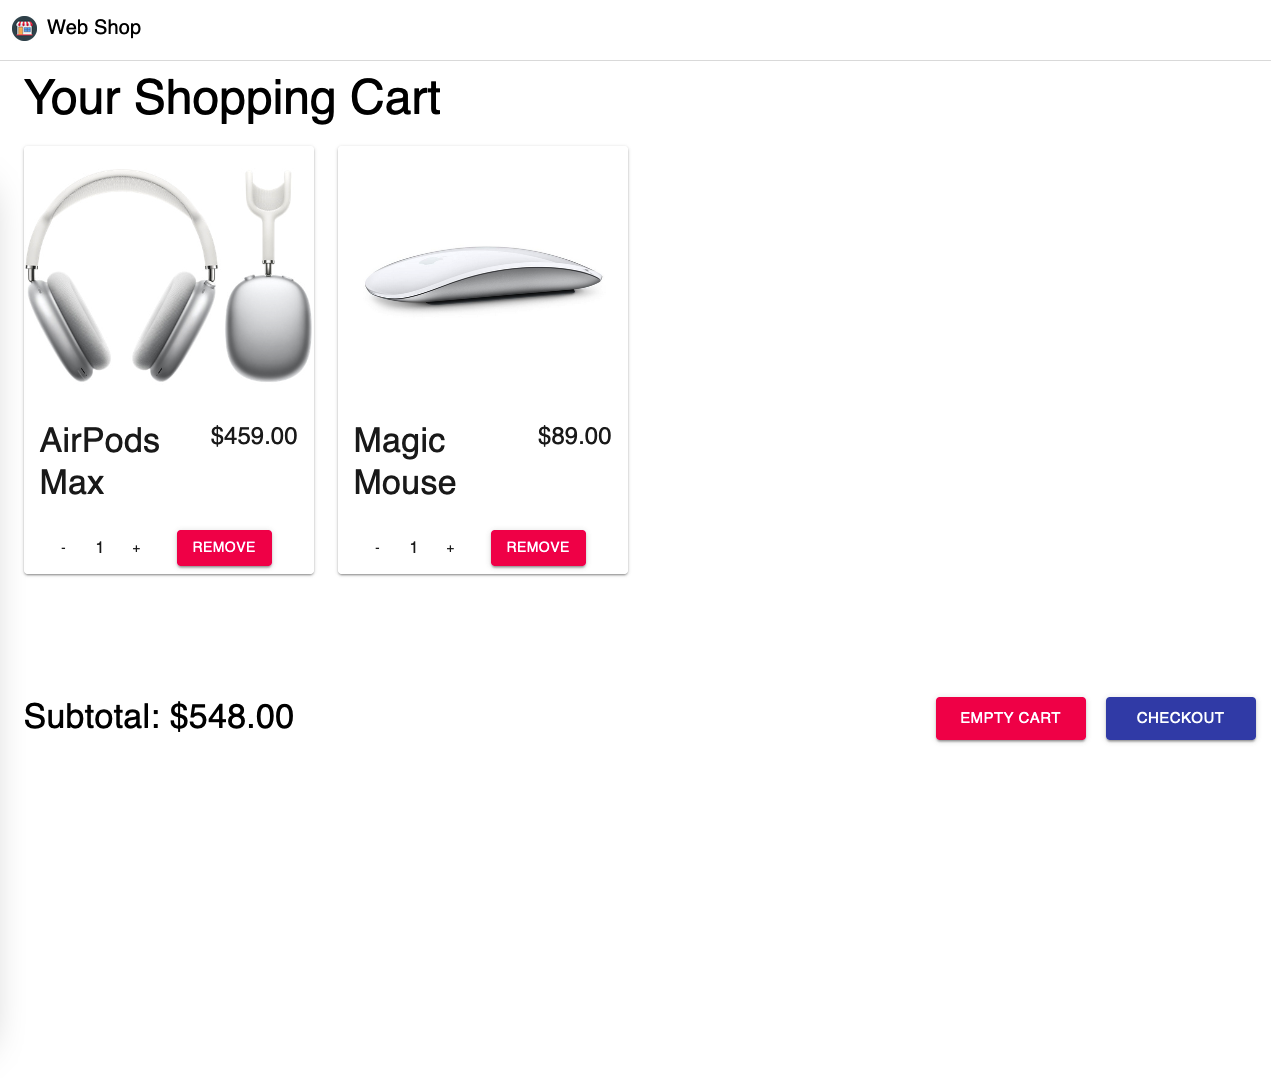 Web Shop
Your Shopping Cart
AirPods Max
$459.00
- 1 + REMOVE
Magic Mouse
$89.00
- 1 + REMOVE
Subtotal: $548.00
EMPTY CART
CHECKOUT